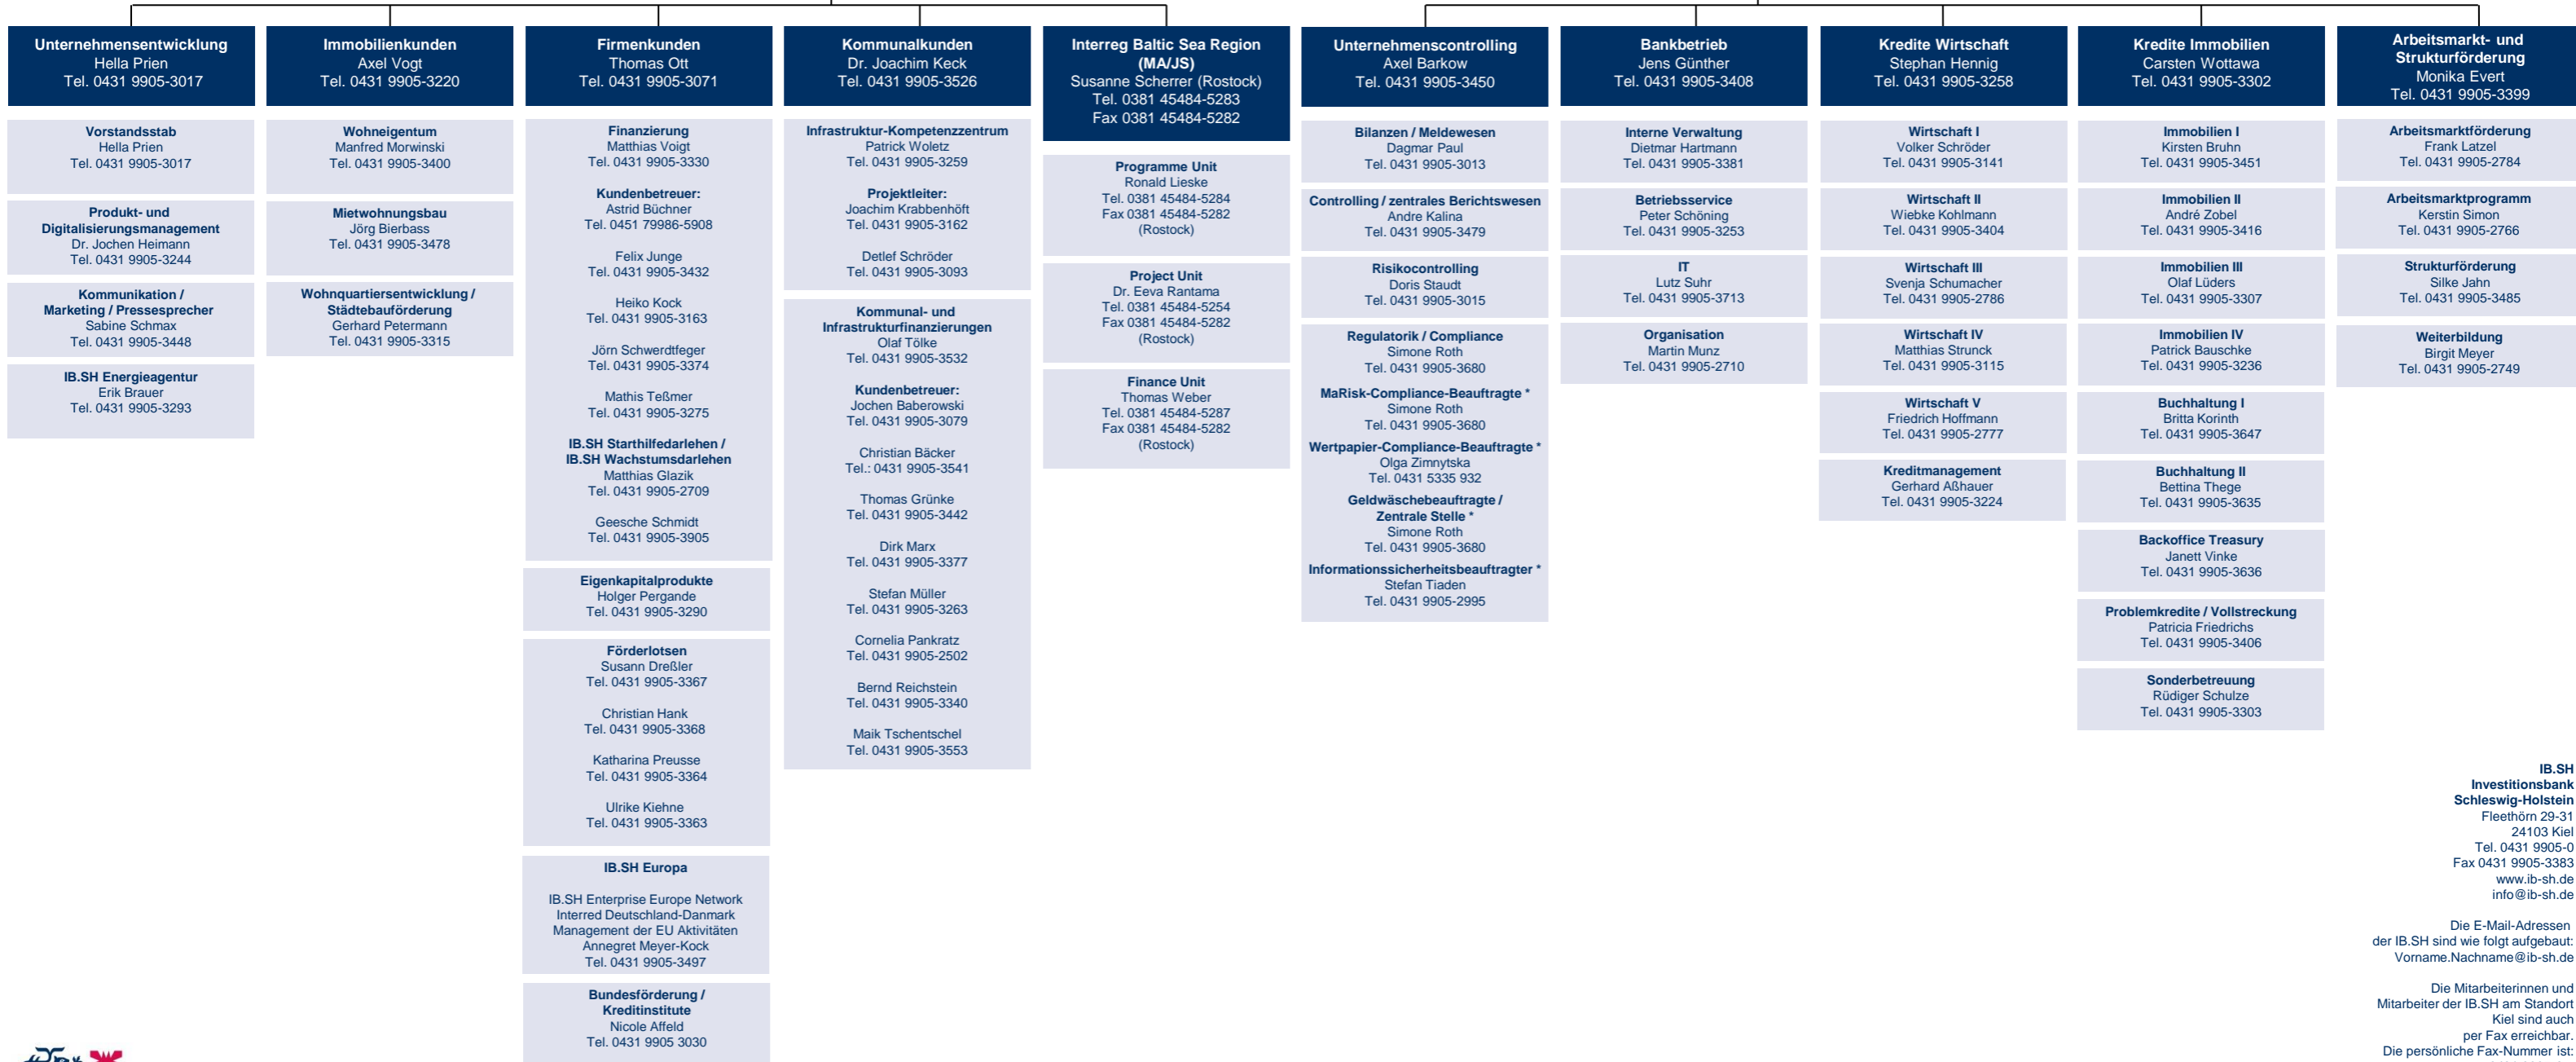 Unternehmensentwicklung
Hella Prien
Tel. 0431 9905-3017
Vorstandsstab
Hella Prien
Tel. 0431 9905-3017
Produkt- und
Digitalisierungsmanagement
Dr. Jochen Heimann
Tel. 0431 9905-3244
Kommunikation /
Marketing / Pressesprecher
Sabine Schmax
Tel. 0431 9905-3448
IB.SH Energieagentur
Erik Brauer
Tel. 0431 9905-3293
Immobilienkunden
Axel Vogt
Tel. 0431 9905-3220
Wohneigentum
Manfred Morwinski
Tel. 0431 9905-3400
Mietwohnungsbau
Jörg Bierbass
Tel. 0431 9905-3478
Wohnquartiersentwicklung /
Städtebauförderung
Gerhard Petermann
Tel. 0431 9905-3315
Firmenkunden
Thomas Ott
Tel. 0431 9905-3071
Finanzierung
Matthias Voigt
Tel. 0431 9905-3330
Kundenbetreuer:
Astrid Büchner
Tel. 0451 79986-5908
Felix Junge
Tel. 0431 9905-3432
Heiko Kock
Tel. 0431 9905-3163
Jörn Schwerdtfeger
Tel. 0431 9905-3374
Mathis Teßmer
Tel. 0431 9905-3275
IB.SH Starthilfedarlehen /
IB.SH Wachstumsdarlehen
Matthias Glazik
Tel. 0431 9905-2709
Geesche Schmidt
Tel. 0431 9905-3905
Eigenkapitalprodukte
Holger Pergande
Tel. 0431 9905-3290
Förderlotsen
Susann Dreßler
Tel. 0431 9905-3367
Christian Hank
Tel. 0431 9905-3368
Katharina Preusse
Tel. 0431 9905-3364
Ulrike Kiehne
Tel. 0431 9905-3363
IB.SH Europa
IB.SH Enterprise Europe Network
Interred Deutschland-Danmark
Management der EU Aktivitäten
Annegret Meyer-Kock
Tel. 0431 9905-3497
Bundesförderung /
Kreditinstitute
Nicole Affeld
Tel. 0431 9905 3030
Kommunalkunden
Dr. Joachim Keck
Tel. 0431 9905-3526
Infrastruktur-Kompetenzzentrum
Patrick Woletz
Tel. 0431 9905-3259
Projektleiter:
Joachim Krabbenhöft
Tel. 0431 9905-3162
Detlef Schröder
Tel. 0431 9905-3093
Kommunal- und
Infrastrukturfinanzierungen
Olaf Tölke
Tel. 0431 9905-3532
Kundenbetreuer:
Jochen Baberowski
Tel. 0431 9905-3079
Christian Bäcker
Tel.: 0431 9905-3541
Thomas Grünke
Tel. 0431 9905-3442
Dirk Marx
Tel. 0431 9905-3377
Stefan Müller
Tel. 0431 9905-3263
Cornelia Pankratz
Tel. 0431 9905-2502
Bernd Reichstein
Tel. 0431 9905-3340
Maik Tschentschel
Tel. 0431 9905-3553
Interreg Baltic Sea Region
(MA/JS)
Susanne Scherrer (Rostock)
Tel. 0381 45484-5283
Fax 0381 45484-5282
Programme Unit
Ronald Lieske
Tel. 0381 45484-5284
Fax 0381 45484-5282
(Rostock)
Project Unit
Dr. Eeva Rantama
Tel. 0381 45484-5254
Fax 0381 45484-5282
(Rostock)
Finance Unit
Thomas Weber
Tel. 0381 45484-5287
Fax 0381 45484-5282
(Rostock)
Unternehmenscontrolling
Axel Barkow
Tel. 0431 9905-3450
Bilanzen / Meldewesen
Dagmar Paul
Tel. 0431 9905-3013
Controlling / zentrales Berichtswesen
Andre Kalina
Tel. 0431 9905-3479
Risikocontrolling
Doris Staudt
Tel. 0431 9905-3015
Regulatorik / Compliance
Simone Roth
Tel. 0431 9905-3680
MaRisk-Compliance-Beauftragte *
Simone Roth
Tel. 0431 9905-3680
Wertpapier-Compliance-Beauftragte *
Olga Zimnytska
Tel. 0431 5335 932
Geldwäschebeauftragte /
Zentrale Stelle *
Simone Roth
Tel. 0431 9905-3680
Informationssicherheitsbeauftragter *
Stefan Tiaden
Tel. 0431 9905-2995
Bankbetrieb
Jens Günther
Tel. 0431 9905-3408
Interne Verwaltung
Dietmar Hartmann
Tel. 0431 9905-3381
Betriebsservice
Peter Schöning
Tel. 0431 9905-3253
IT
Lutz Suhr
Tel. 0431 9905-3713
Organisation
Martin Munz
Tel. 0431 9905-2710
Kredite Wirtschaft
Stephan Hennig
Tel. 0431 9905-3258
Wirtschaft I
Volker Schröder
Tel. 0431 9905-3141
Wirtschaft II
Wiebke Kohlmann
Tel. 0431 9905-3404
Wirtschaft III
Svenja Schumacher
Tel. 0431 9905-2786
Wirtschaft IV
Matthias Strunck
Tel. 0431 9905-3115
Wirtschaft V
Friedrich Hoffmann
Tel. 0431 9905-2777
Kreditmanagement
Gerhard Aßhauer
Tel. 0431 9905-3224
Kredite Immobilien
Carsten Wottawa
Tel. 0431 9905-3302
Immobilien I
Kirsten Bruhn
Tel. 0431 9905-3451
Immobilien II
André Zobel
Tel. 0431 9905-3416
Immobilien III
Olaf Lüders
Tel. 0431 9905-3307
Immobilien IV
Patrick Bauschke
Tel. 0431 9905-3236
Buchhaltung I
Britta Korinth
Tel. 0431 9905-3647
Buchhaltung II
Bettina Thege
Tel. 0431 9905-3635
Backoffice Treasury
Janett Vinke
Tel. 0431 9905-3636
Problemkredite / Vollstreckung
Patricia Friedrichs
Tel. 0431 9905-3406
Sonderbetreuung
Rüdiger Schulze
Tel. 0431 9905-3303
Arbeitsmarkt- und
Strukturförderung
Monika Evert
Tel. 0431 9905-3399
Arbeitsmarktförderung
Frank Latzel
Tel. 0431 9905-2784
Arbeitsmarktprogramm
Kerstin Simon
Tel. 0431 9905-2766
Strukturförderung
Silke Jahn
Tel. 0431 9905-3485
Weiterbildung
Birgit Meyer
Tel. 0431 9905-2749
IB.SH
Investitionsbank
Schleswig-Holstein
Fleethörn 29-31
24103 Kiel
Tel. 0431 9905-0
Fax 0431 9905-3383
www.ib-sh.de
info@ib-sh.de
Die E-Mail-Adressen
der IB.SH sind wie folgt aufgebaut:
Vorname.Nachname@ib-sh.de
Die Mitarbeiterinnen und
Mitarbeiter der IB.SH am Standort
Kiel sind auch
per Fax erreichbar.
Die persönliche Fax-Nummer ist: